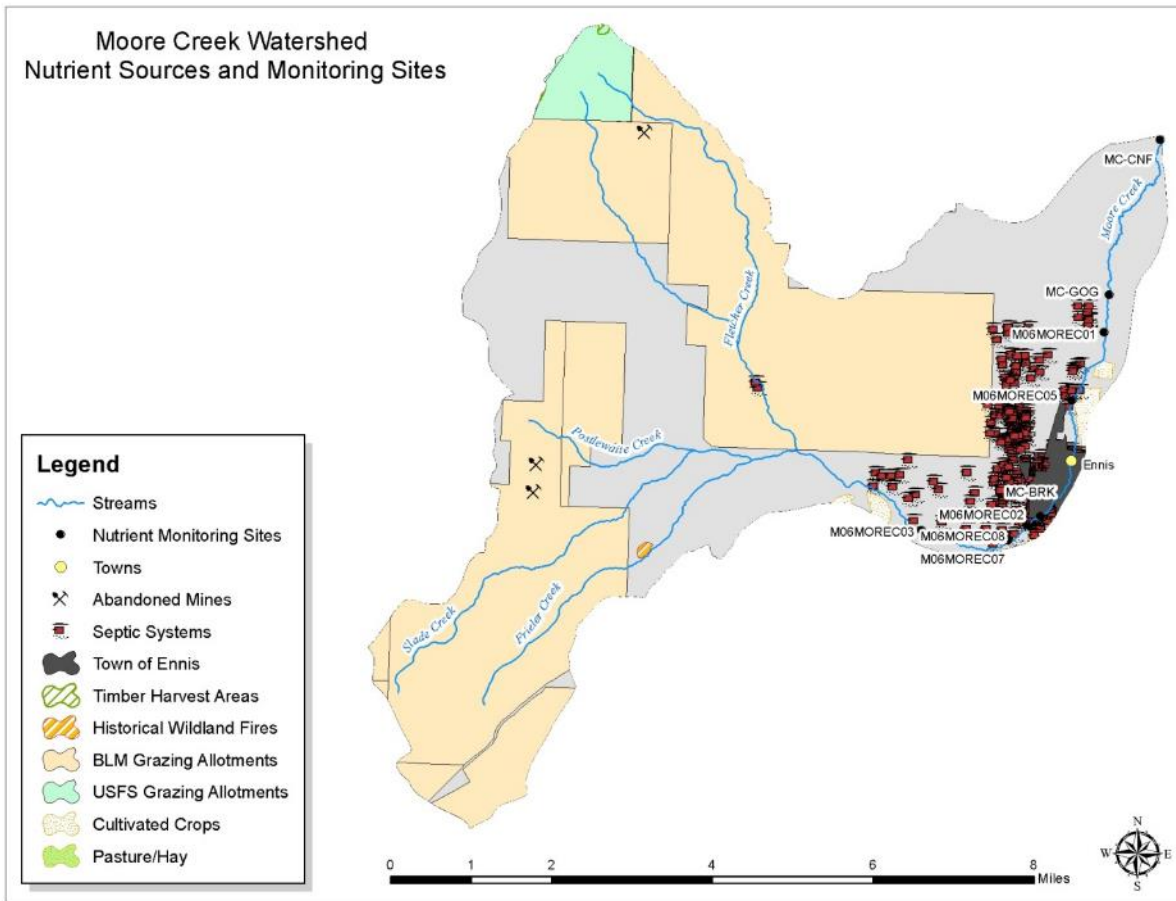 Moore Creek Watershed
Nutrient Sources and Monitoring Sites
MC-CNF
Moore Creek
MC-GOG
M06MOREC01
Fletcher Creek
M06MOREC05
Postlewaite Creek
Ennis
MC-BRK
M06MOREC02
M06MOREC03
M06MOREC08
M06MOREC07
Slade Creek
Frieler Creek
Legend
Streams
Nutrient Monitoring Sites
Towns
Abandoned Mines
Septic Systems
Town of Ennis
Timber Harvest Areas
Historical Wildland Fires
BLM Grazing Allotments
USFS Grazing Allotments
Cultivated Crops
Pasture/Hay
0 1 2 4 6 8
Miles
N
W E
S